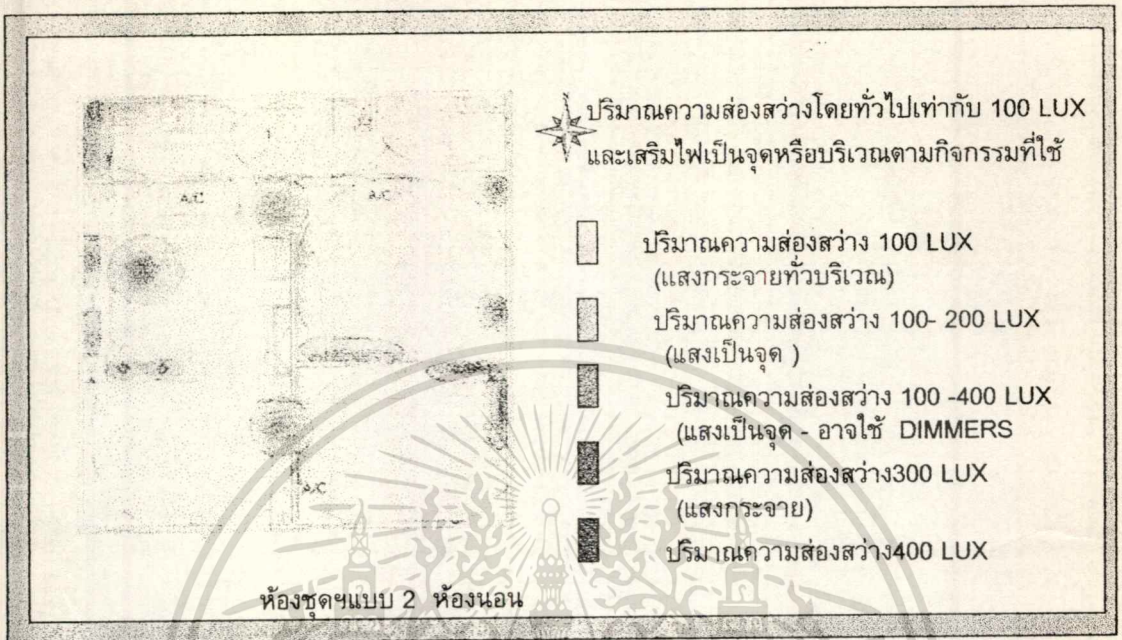 ปริมาณความส่องสว่างโดยทั่วไปเท่ากับ 100 LUX
และเสริมไฟเป็นจุดหรือบริเวณตามกิจกรรมที่ใช้
A/C
A/C
ปริมาณความส่องสว่าง 100 LUX
(แสงกระจายทั่วบริเวณ)
ปริมาณความส่องสว่าง 100- 200 LUX
(แสงเป็นจุด )
ปริมาณความส่องสว่าง 100 -400 LUX
(แสงเป็นจุด - อาจใช้ DIMMERS
ปริมาณความส่องสว่าง300 LUX
(แสงกระจาย)
A/C
ปริมาณความส่องสว่าง400 LUX
ห้องชุดฯแบบ 2 ห้องนอน